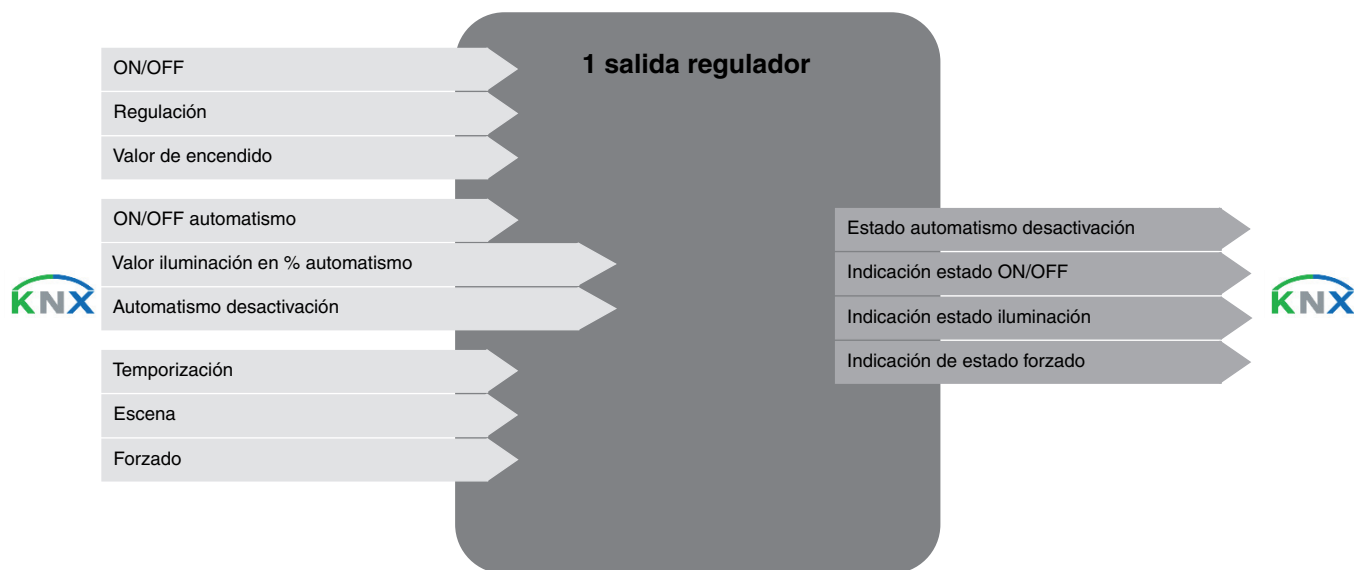 1 salida regulador
ON/OFF
Regulación
Valor de encendido
ON/OFF automatismo
Valor iluminación en % automatismo
Automatismo desactivación
Temporización
Escena
Forzado
KNX
Estado automatismo desactivación
Indicación estado ON/OFF
Indicación estado iluminación
Indicación de estado forzado
KNX